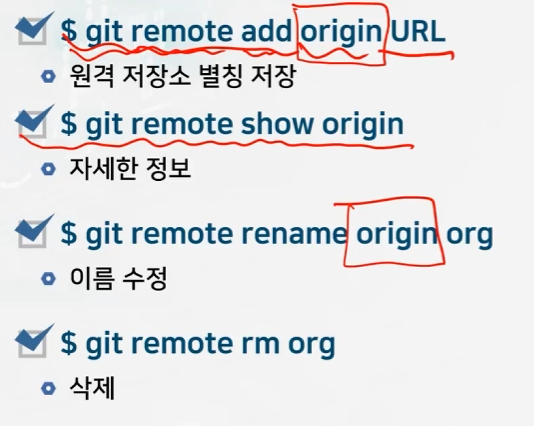 $ git remote add origin URL
원격 저장소 별칭 저장
$ git remote show origin
자세한 정보
$ git remote rename origin org
이름 수정
$ git remote rm org
삭제